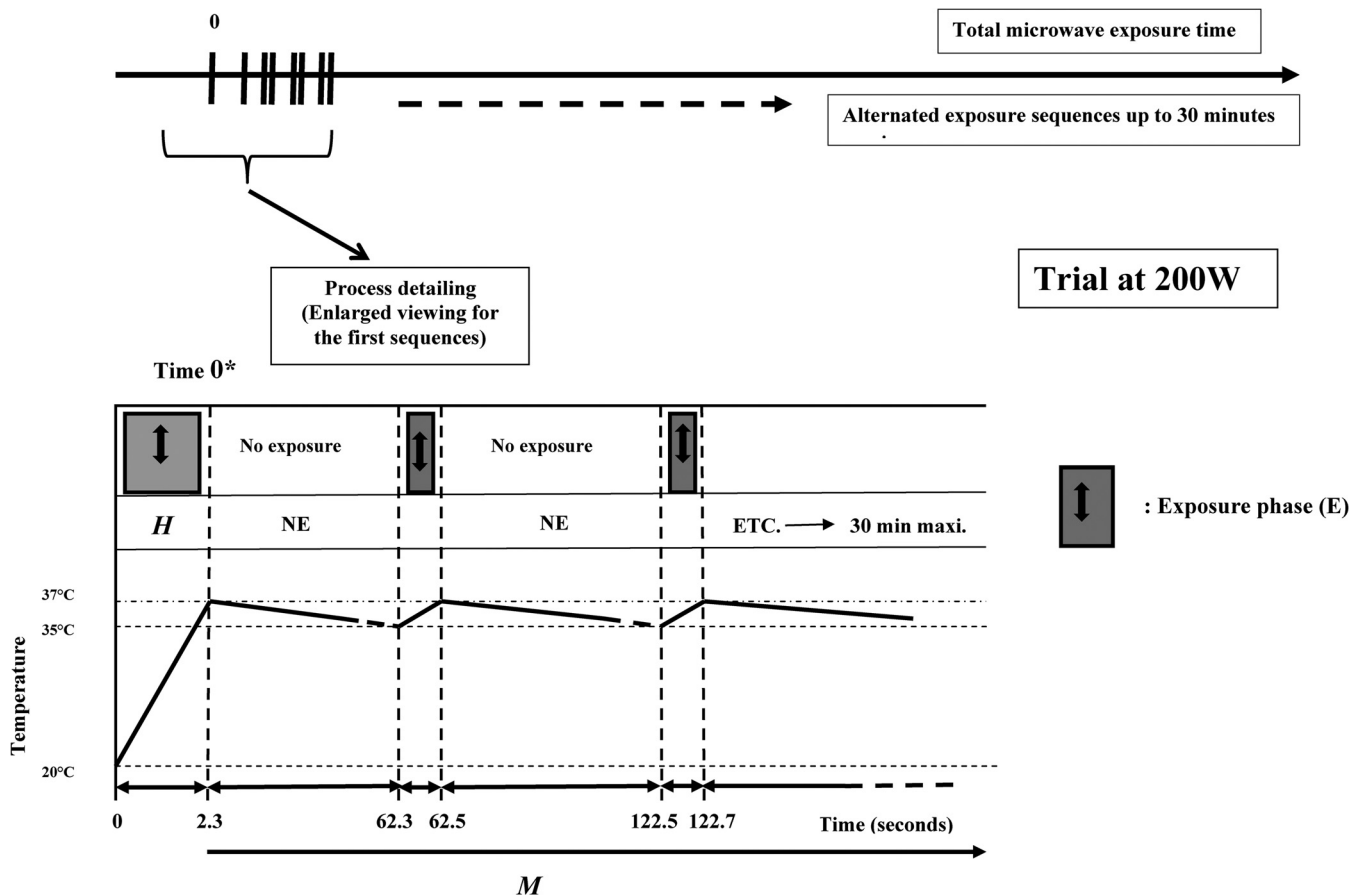 0
Total microwave exposure time
Alternated exposure sequences up to 30 minutes
.
Trial at 200W
Process detailing
(Enlarged viewing for
the first sequences)
Time 0*
No exposure
No exposure
: Exposure phase (E)
H
NE
NE
ETC.
30 min maxi.
37°C
35°C
20°C
Temperature
0
2.3
62.3
62.5
122.5
122.7
Time (seconds)
M